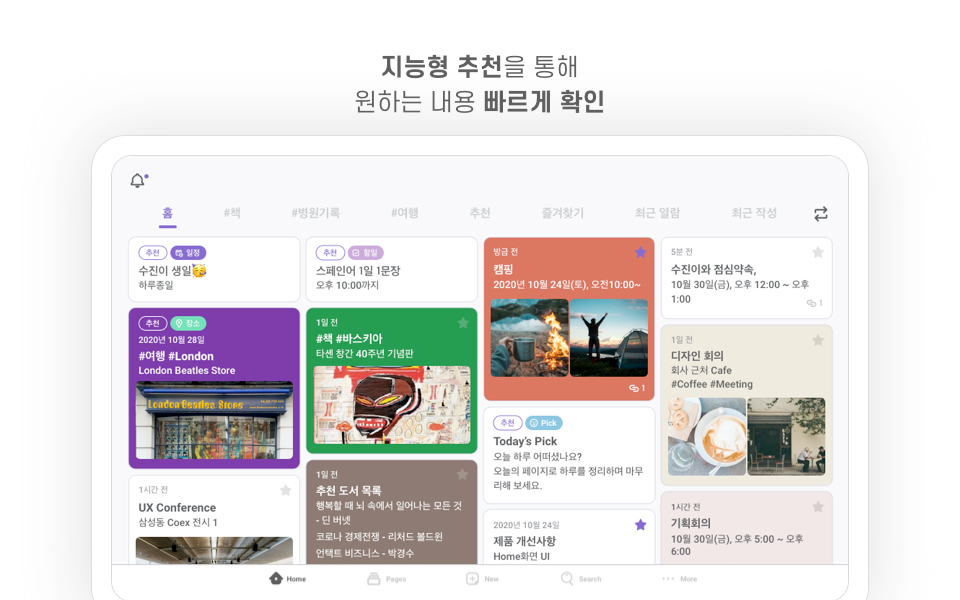 지능형 추천을 통해
원하는 내용 빠르게 확인
홈 #책 #병원기록 #여행 추천 즐겨찾기 최근 열람 최근 작성
추천 일정
수진이 생일🥳
하루종일
추천 장소
2020년 10월 28일
#여행 #London
London Beatles Store
London Beatles Store
1시간 전
UX Conference
삼성동 Coex 전시 1
추천 할일
스페인어 1일 1문장
오후 10:00까지
1일 전
#책 #바스키아
타센 창간 40주년 기념판
1일 전
추천 도서 목록
행복할 때 뇌 속에서 일어나는 모든 것
- 딘 버넷
코로나 경제전쟁 - 리처드 볼드윈
언택트 비즈니스 - 박경수
방금 전
캠핑
2020년 10월 24일(토), 오전10:00~
1
추천 Pick
Today's Pick
오늘 하루 어떠셨나요?
오늘의 페이지로 하루를 정리하며 마무
리해 보세요.
2020년 10월 24일
제품 개선사항
Home화면 UI
5분 전
수진이와 점심약속,
10월 30일(금), 오후 12:00 ~ 오후
1:00
1
1일 전
디자인 회의
회사 근처 Cafe
#Coffee #Meeting
1시간 전
기획회의
10월 30일(금), 오후 5:00 ~ 오후
6:00
Home Pages New Search More